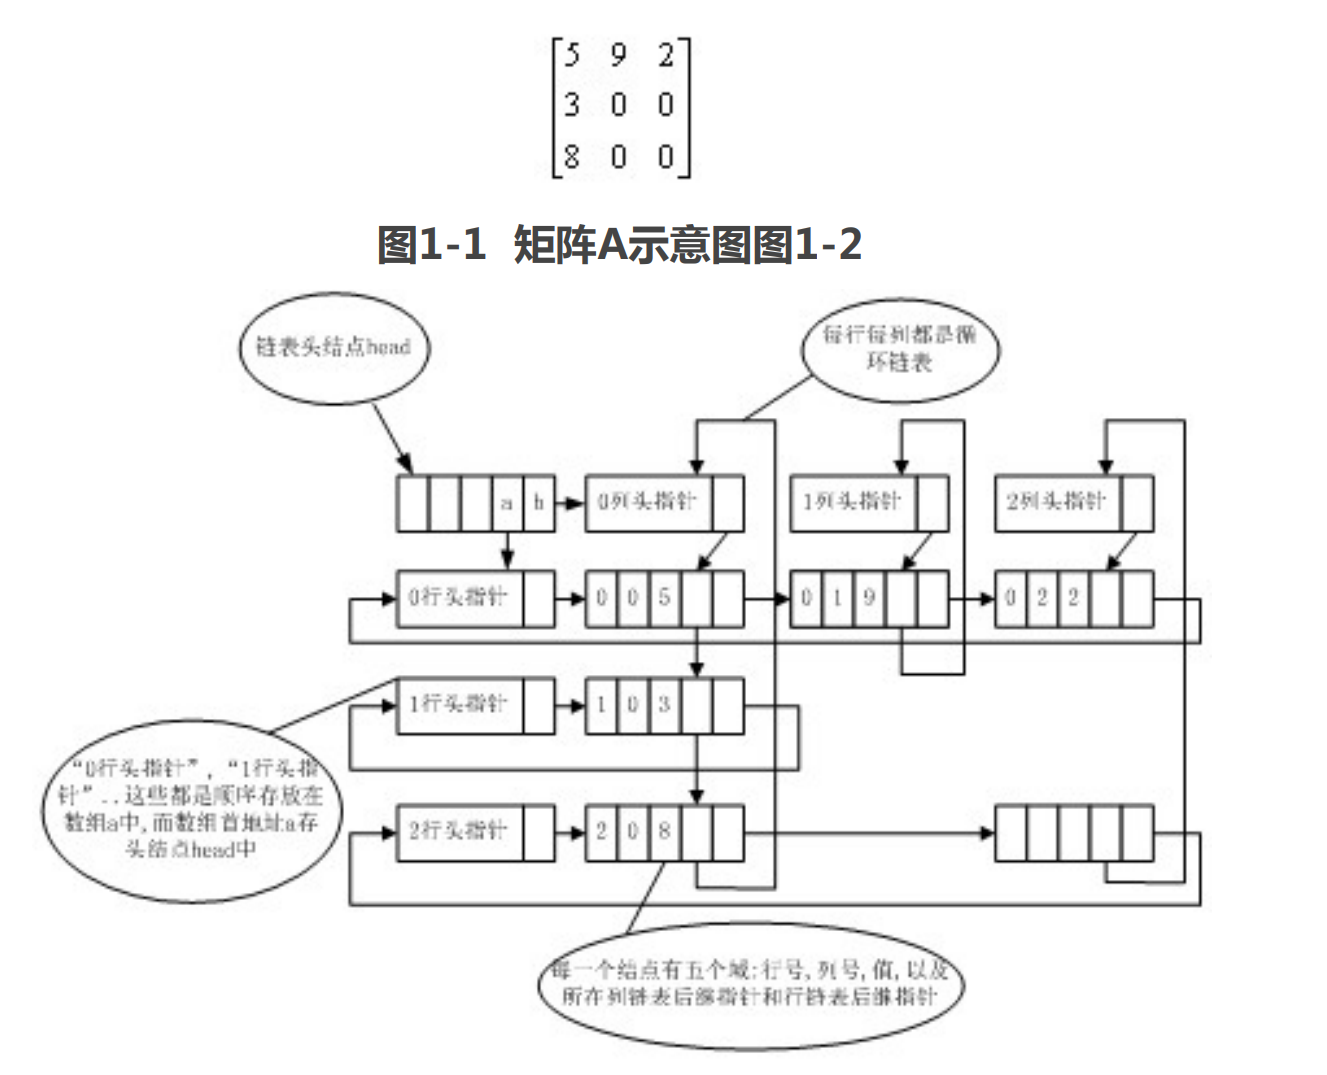 5 9 2
3 0 0
8 0 0
图1-1 矩阵A示意图图1-2
链表头结点head
每行每列都是循
环链表
a h
0列头指针
1列头指针
2列头指针
0行头指针
0 0 5
0 1 9
0 2 2
1行头指针
1 0 3
“0行头指针”，“1行头指
针”..这些都是顺序存放在
数组a中,而数组首地址a存
头结点head中
2行头指针
2 0 8
每一个结点有五个域:行号,列号,值,以及
所在列链表后继指针和行链表后继指针